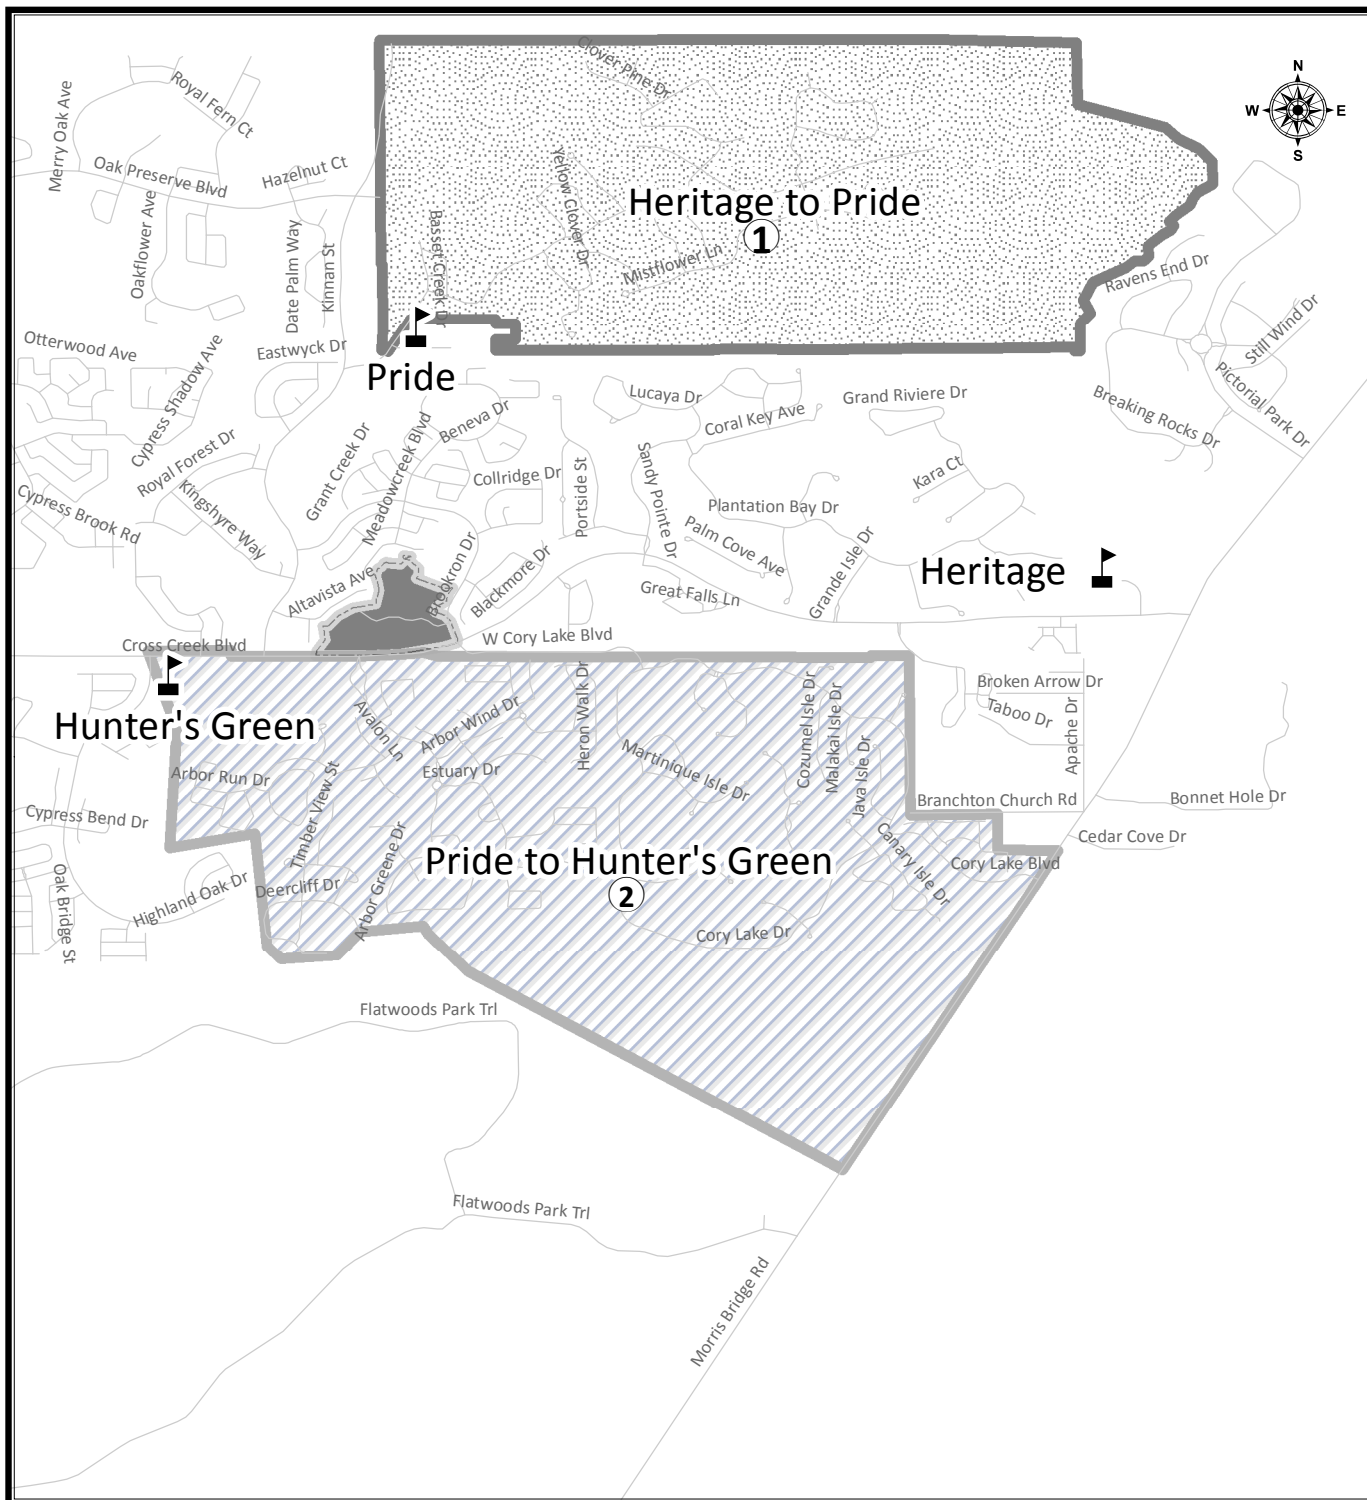 Clover Pine Dr
Royal Fern Ct
Merry Oak Ave
N
W
E
S
Oak Preserve Blvd
Hazelnut Ct
Yellow Clover Dr
Heritage to Pride
1
Oakflower Ave
Date Palm Way
Kinnan St
Basset Creek Dr
Mistflower Ln
Ravens End Dr
Still Wind Dr
Otterwood Ave
Cypress Shadow Ave
Eastwyck Dr
Pride
Pictorial Park Dr
Lucaya Dr
Grand Riviere Dr
Coral Key Ave
Breaking Rocks Dr
Beneva Dr
Grant Creek Dr
Meadowcreek Blvd
Royal Forest Dr
Kingshyre Way
Collridge Dr
Portside St
Sandy Pointe Dr
Kara Ct
Cypress Brook Rd
Plantation Bay Dr
Palm Cove Ave
Grande Isle Dr
Brookron Dr
Blackmore Dr
Heritage
Altavista Ave
Great Falls Ln
Cross Creek Blvd
W Cory Lake Blvd
Hunter's Green
Avalon Ln
Arbor Wind Dr
Heron Walk Dr
Cozumel Isle Dr
Malakai Isle Dr
Broken Arrow Dr
Taboo Dr
Apache Dr
Arbor Run Dr
Timber View St
Estuary Dr
Martinique Isle Dr
Java Isle Dr
Branchton Church Rd
Bonnet Hole Dr
Cypress Bend Dr
Cedar Cove Dr
Pride to Hunter's Green
2
Canary Isle Dr
Cory Lake Blvd
Oak Bridge St
Highland Oak Dr
Deercliff Dr
Arbor Greene Dr
Cory Lake Dr
Flatwoods Park Trl
Flatwoods Park Trl
Morris Bridge Rd